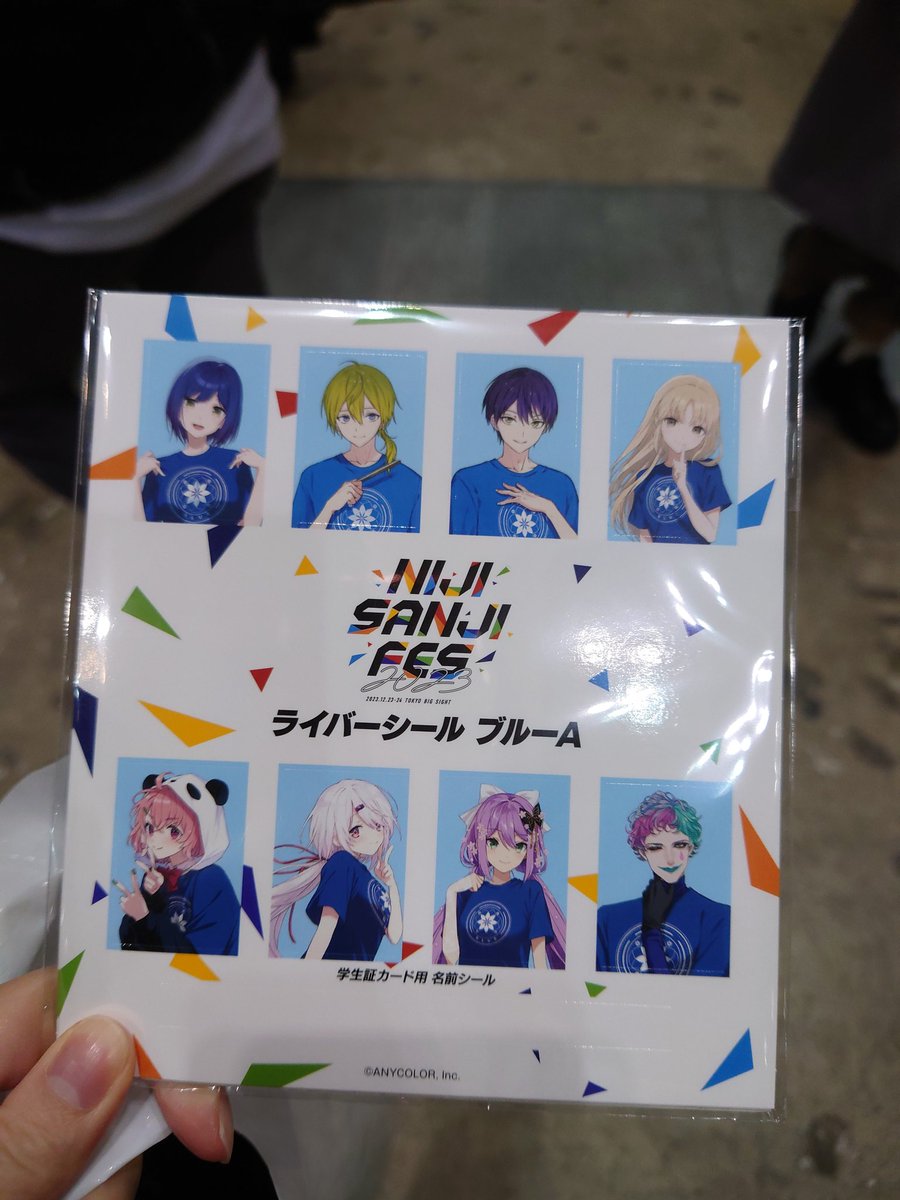 NIJI
SANJI
FES
2023
2023.12.23-24 TOKYO BIG SIGHT
ライバーシール ブルーA
学生証カード用 名前シール
©ANYCOLOR, Inc.